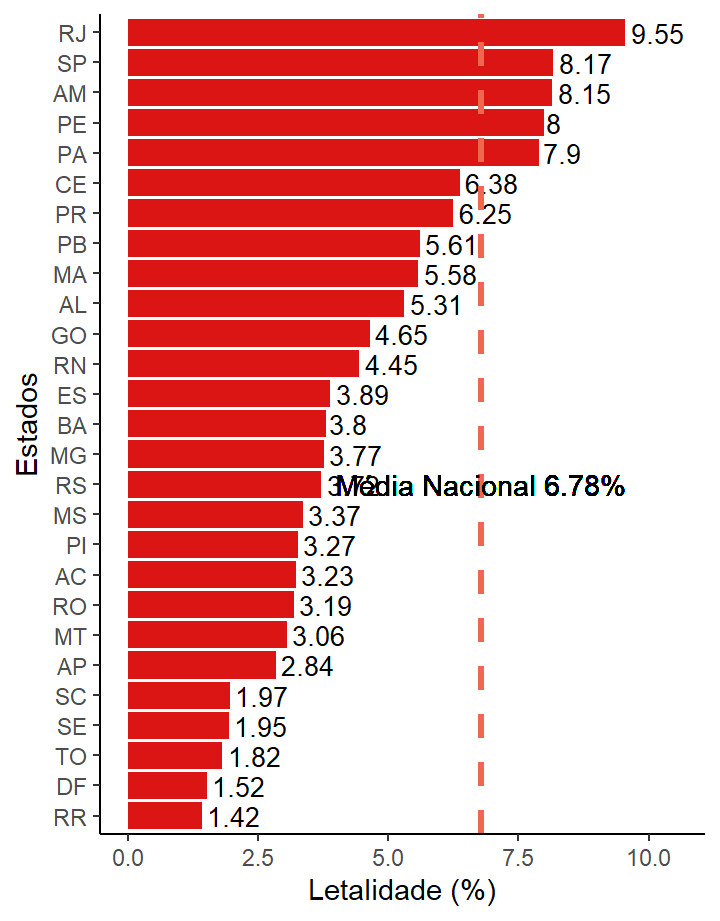 RJ 9.55
SP 8.17
AM 8.15
PE 8
PA 7.9
CE 6.38
PR 6.25
PB 5.61
MA 5.58
AL 5.31
GO 4.65
RN 4.45
ES 3.89
BA 3.8
MG 3.77
RS 3.72 Média Nacional 6.78%
MS 3.37
PI 3.27
AC 3.23
RO 3.19
MT 3.06
AP 2.84
SC 1.97
SE 1.95
TO 1.82
DF 1.52
RR 1.42
Estados
0.0 2.5 5.0 7.5 10.0
Letalidade (%)